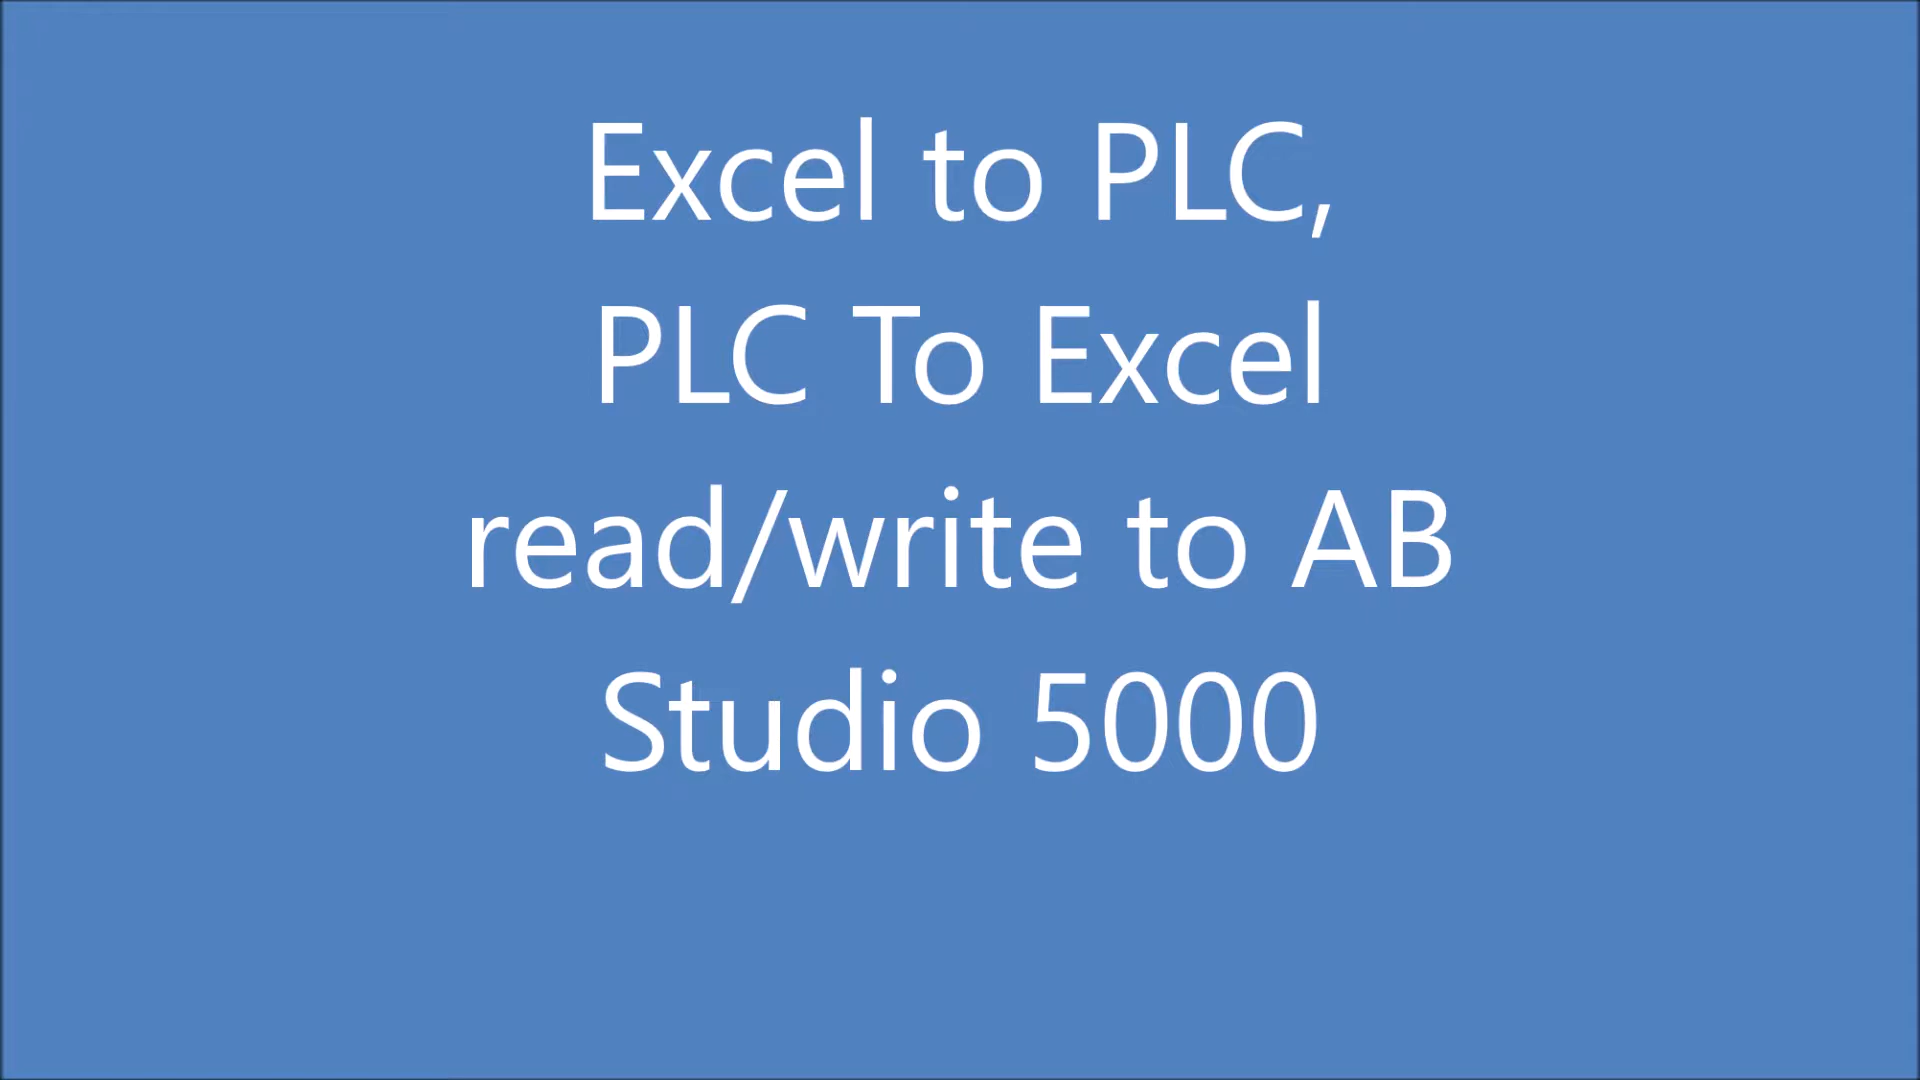 Excel to PLC,
PLC To Excel
read/write to AB
Studio 5000